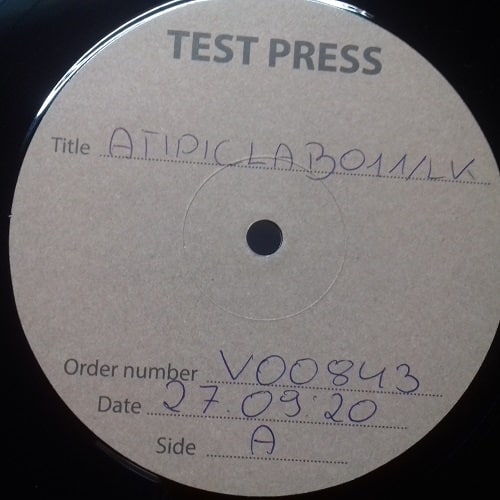 TEST PRESS
Title ATIPICLAB011/LK
Order number V00843
Date 27.09.20
Side A